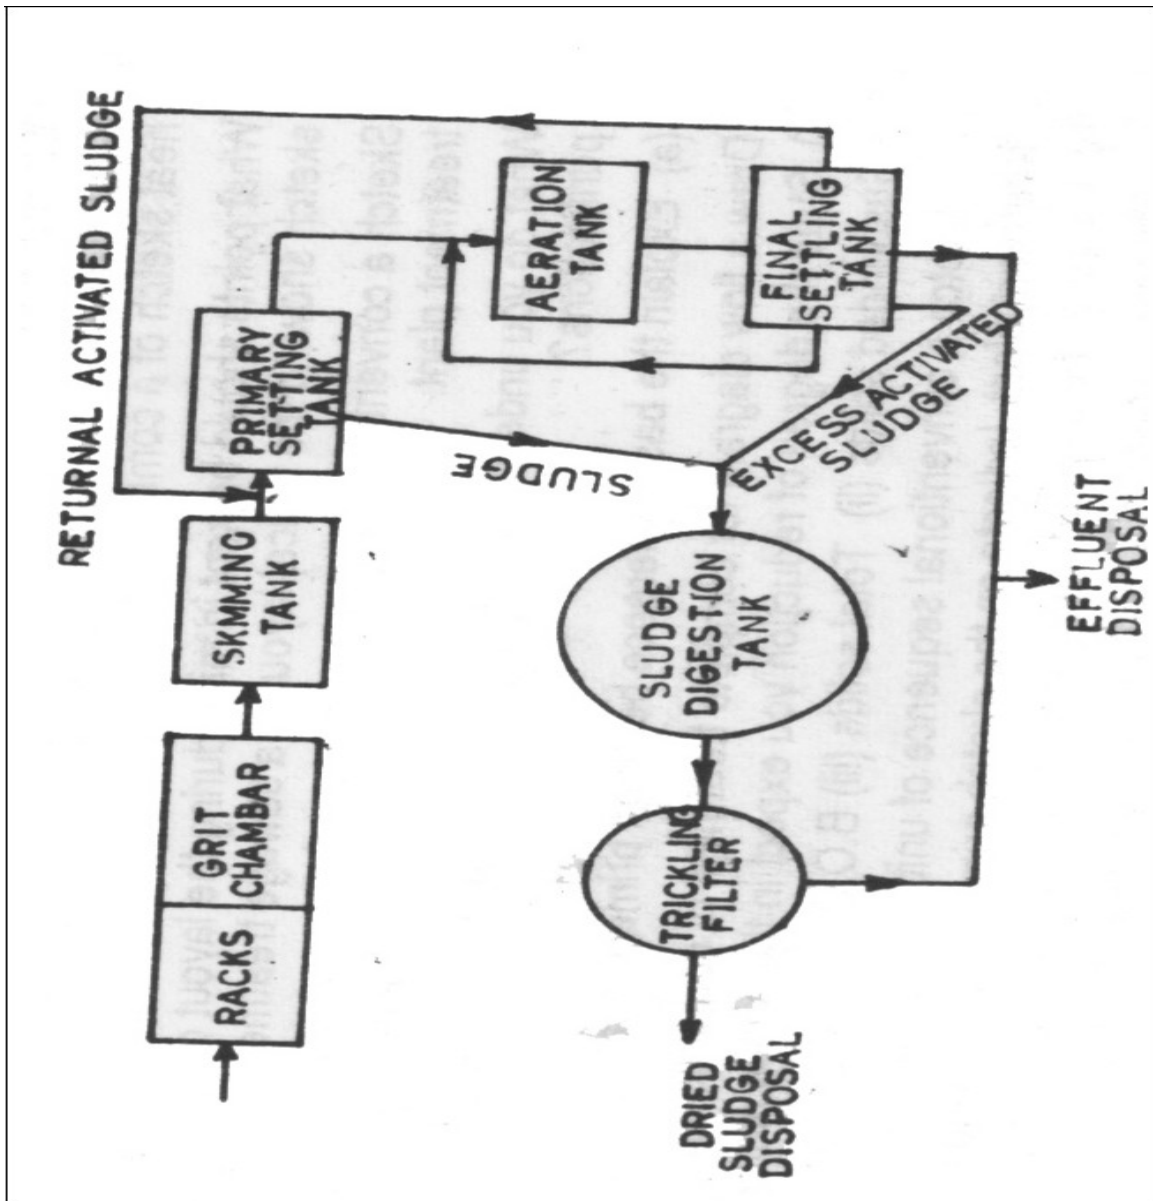 RETURNAL ACTIVATED SLUDGE
RACKS
GRIT
CHAMBAR
SKMMING
TANK
PRIMARY
SETTING
TANK
AERATION
TANK
FINAL
SETTLING
TANK
SLUDGE
EXCESS ACTIVATED
SLUDGE
SLUDGE
DIGESTION
TANK
TRICKLING
FILTER
DRIED
SLUDGE
DISPOSAL
EFFLUENT
DISPOSAL